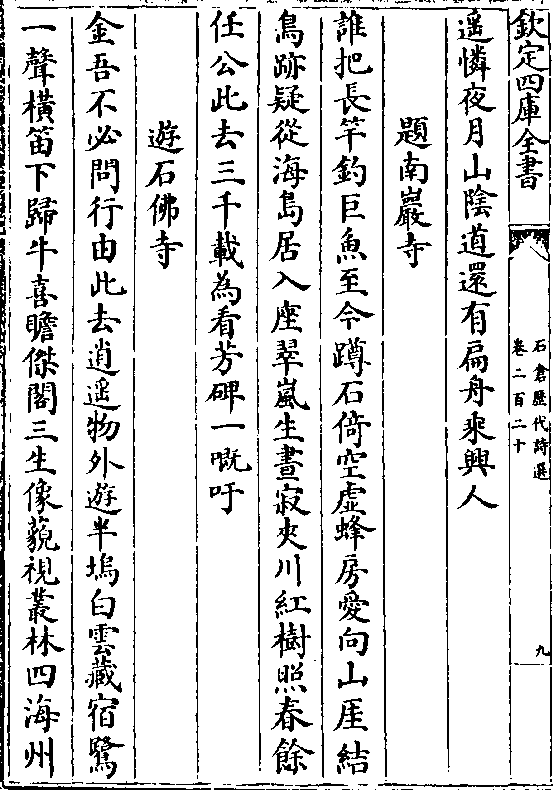 欽定四庫全書
石倉歷代詩選
卷二百二十
九
遥憐夜月山陰道還有扁舟乘興人
題南巖寺
誰把長竿釣巨魚至今蹲石倚空虛蜂房愛向山厓結
鳥跡疑從海島居入座翠嵐生晝寂夾川紅樹照春餘
任公此去三千載為看芳碑一嘅吁
遊石佛寺
金吾不必問行由此去逍遥物外遊半塢白雲藏宿鷺
一聲橫笛下歸牛喜瞻傑閣三生像藐視叢林四海州